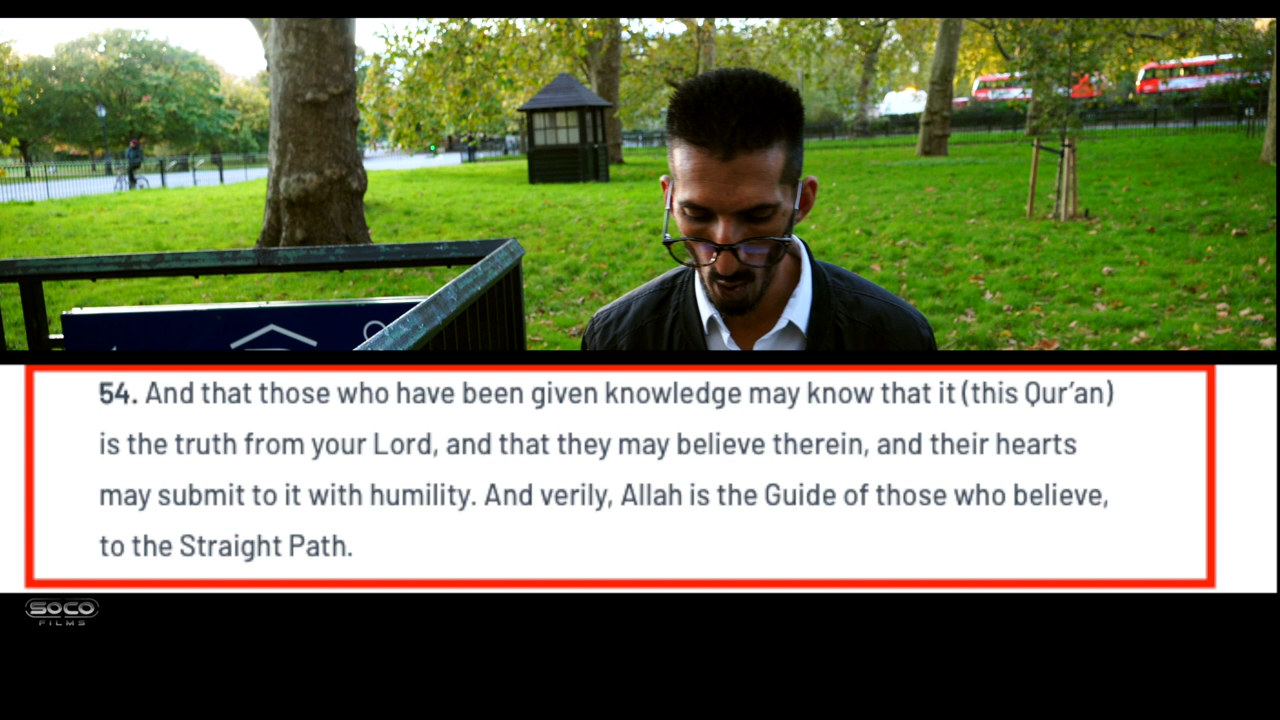 54. And that those who have been given knowledge may know that it (this Qur’an)
is the truth from your Lord, and that they may believe therein, and their hearts
may submit to it with humility. And verily, Allah is the Guide of those who believe,
to the Straight Path.
SOCO
FILMS